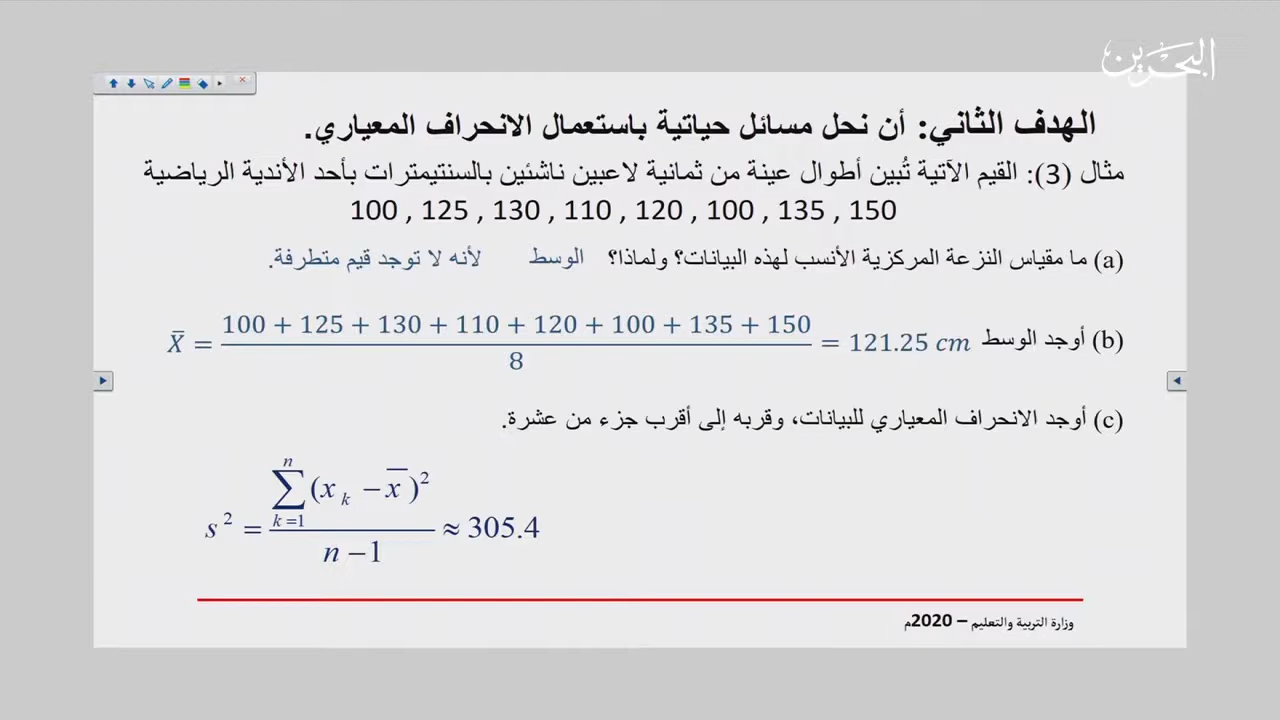 البحرين
الهدف الثاني: أن نحل مسائل حياتية باستعمال الانحراف المعياري.
مثال (3): القيم الآتية تُبين أطوال عينة من ثمانية لاعبين ناشئين بالسنتيمترات بأحد الأندية الرياضية
100 , 125 , 130 , 110 , 120 , 100 , 135 , 150
(a) ما مقياس النزعة المركزية الأنسب لهذه البيانات؟ ولماذا؟ الوسط لأنه لا توجد قيم متطرفة.
(b) أوجد الوسط X̄ = (100 + 125 + 130 + 110 + 120 + 100 + 135 + 150) / 8 = 121.25 cm
(c) أوجد الانحراف المعياري للبيانات، وقربه إلى أقرب جزء من عشرة.
s² = ∑ₖ₌₁ⁿ (xₖ − x̄)² / (n − 1) ≈ 305.4
وزارة التربية والتعليم – 2020م